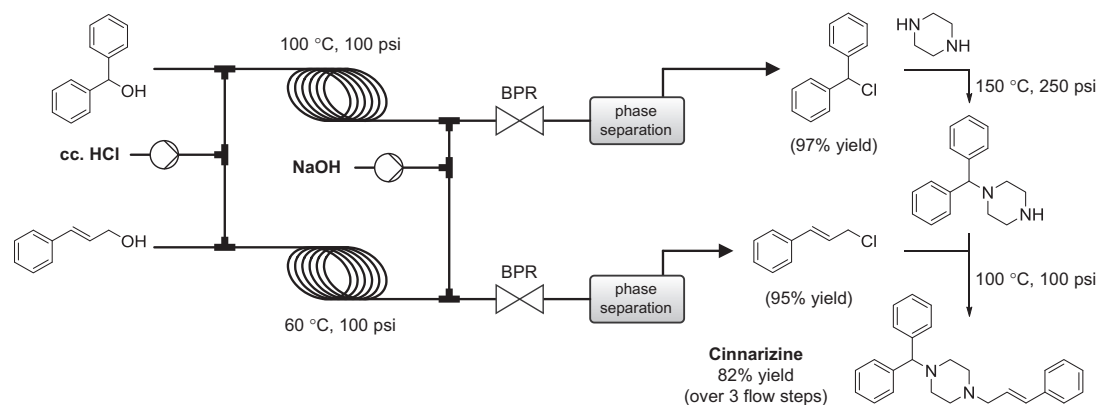 100 °C, 100 psi
HN
NH
OH
BPR
phase
separation
Cl
150 °C, 250 psi
(97% yield)
cc. HCl
NaOH
N
NH
OH
BPR
phase
separation
Cl
(95% yield)
100 °C, 100 psi
60 °C, 100 psi
Cinnarizine
82% yield
(over 3 flow steps)
N
N